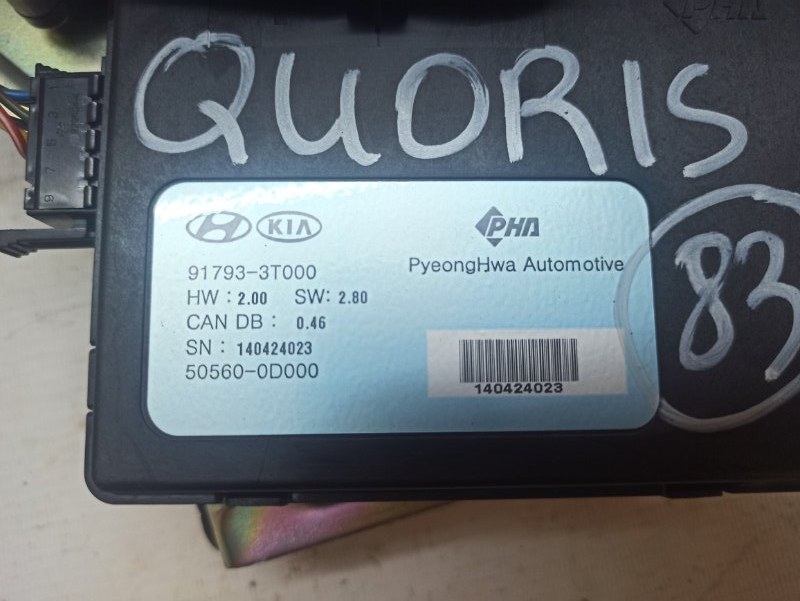 PHA
QUORIS
KIA
PHA
91793-3T000
PyeongHwa Automotive
HW : 2.00 SW: 2.80
CAN DB : 0.46
SN : 140424023
50560-0D000
140424023
83